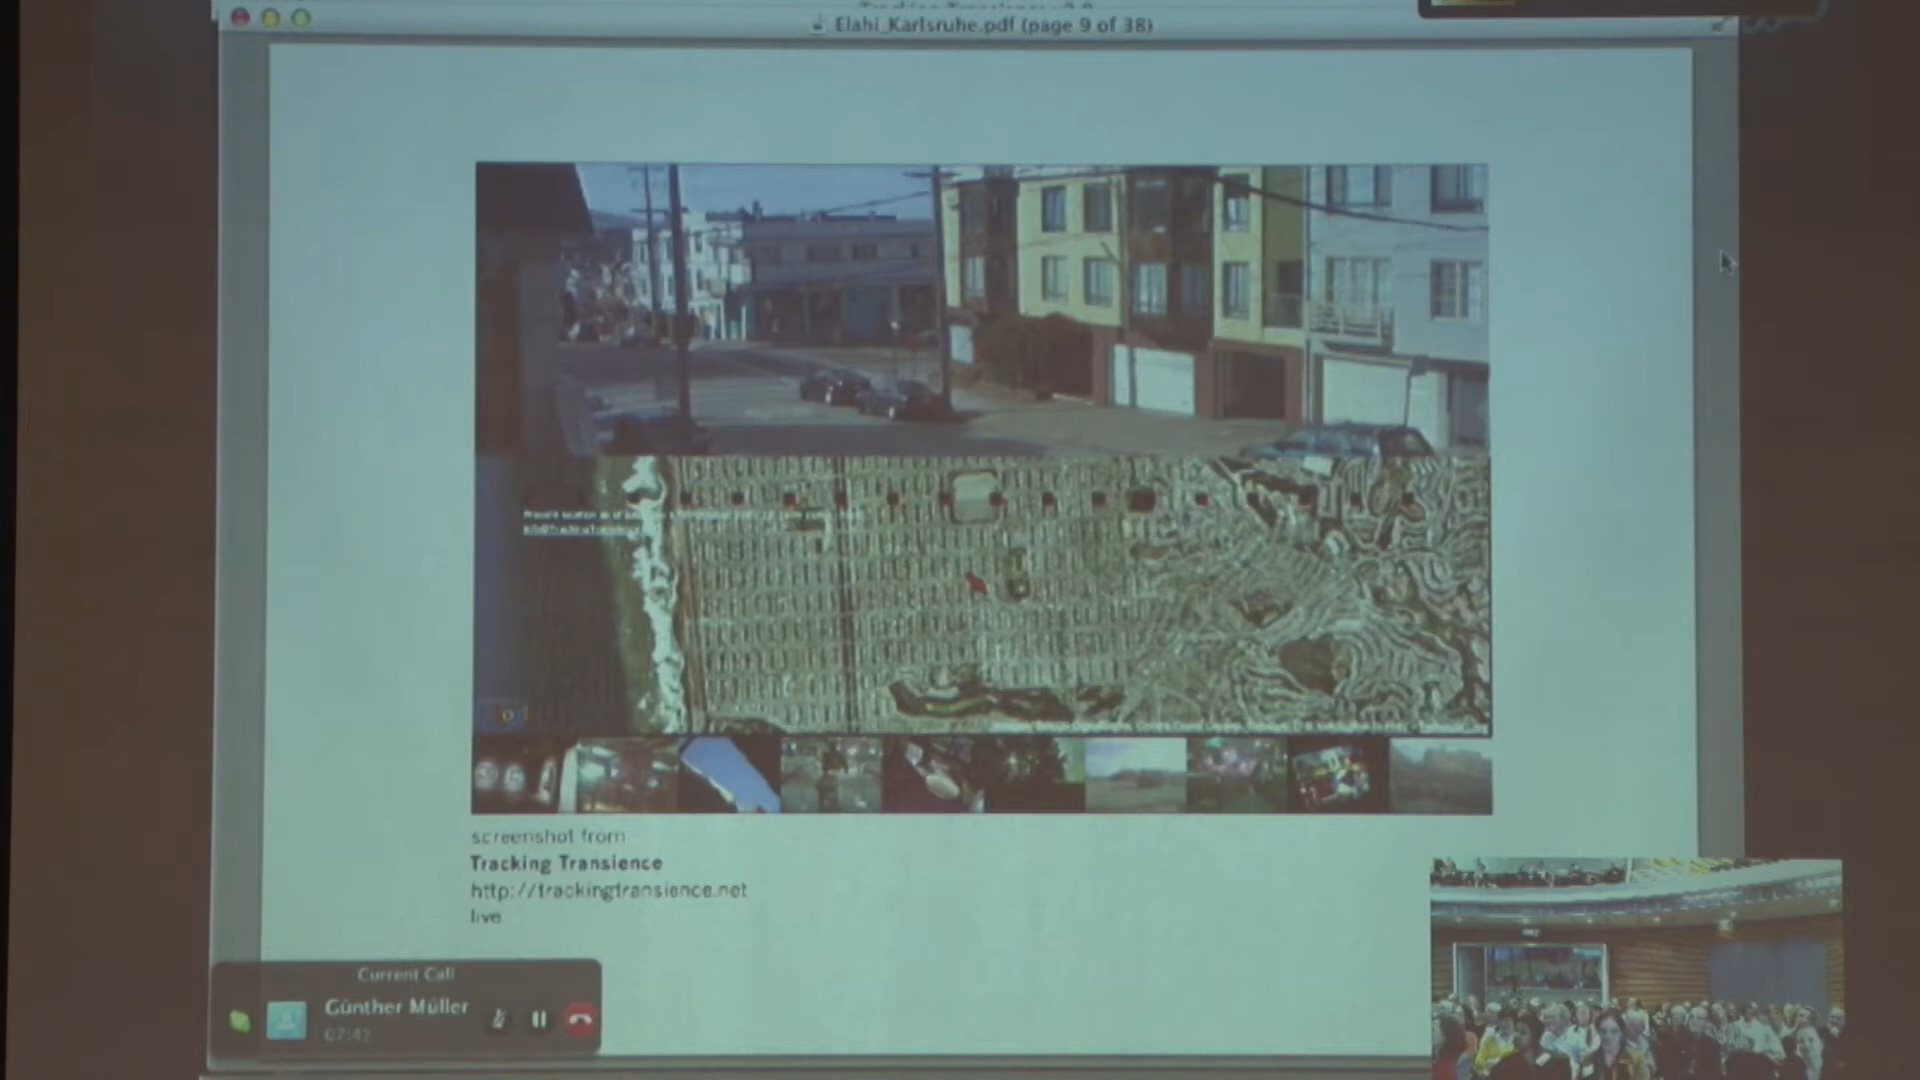 Elahi_Karlsruhe.pdf (page 9 of 38)
screenshot from
Tracking Transience
http://trackingtransience.net
live
Current Call
Günther Müller
07:42